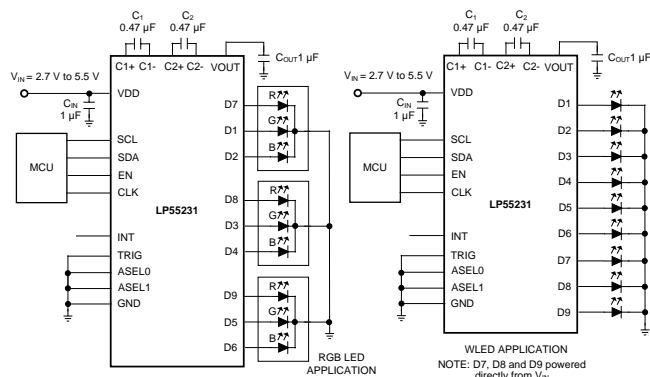 C1
0.47 µF
C2
0.47 µF
COUT1 µF
C1+ C1- C2+ C2- VOUT
VIN = 2.7 V to 5.5 V
CIN
1 µF
VDD
MCU
SCL
SDA
EN
CLK
LP55231
INT
TRIG
ASEL0
ASEL1
GND
D7
D1
D2
R
G
B
D8
D3
D4
R
G
B
D9
D5
D6
R
G
B
RGB LED
APPLICATION
C1
0.47 µF
C2
0.47 µF
COUT1 µF
C1+ C1- C2+ C2- VOUT
VIN = 2.7 V to 5.5 V
CIN
1 µF
VDD
MCU
SCL
SDA
EN
CLK
LP55231
INT
TRIG
ASEL0
ASEL1
GND
D1
D2
D3
D4
D5
D6
D7
D8
D9
WLED APPLICATION
NOTE: D7, D8 and D9 powered
directly from VIN